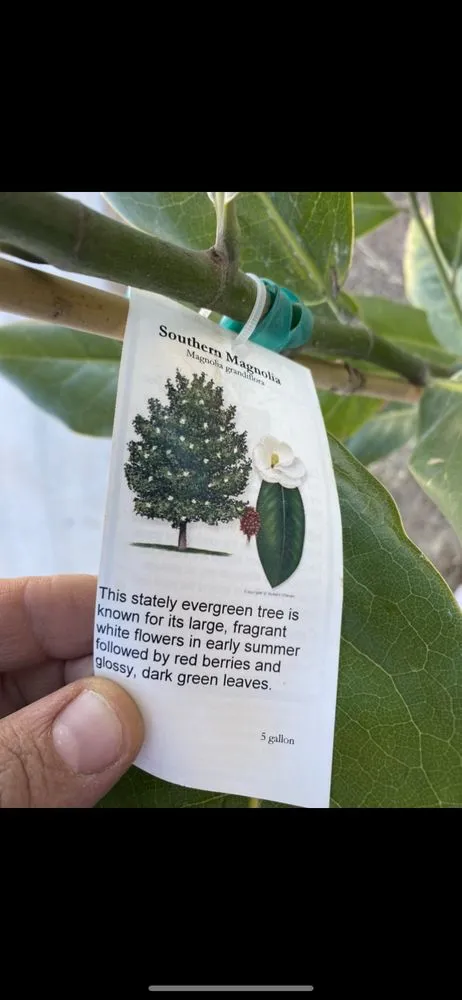 Southern Magnolia
Magnolia grandiflora
This stately evergreen tree is
known for its large, fragrant
white flowers in early summer
followed by red berries and
glossy, dark green leaves.
5 gallon